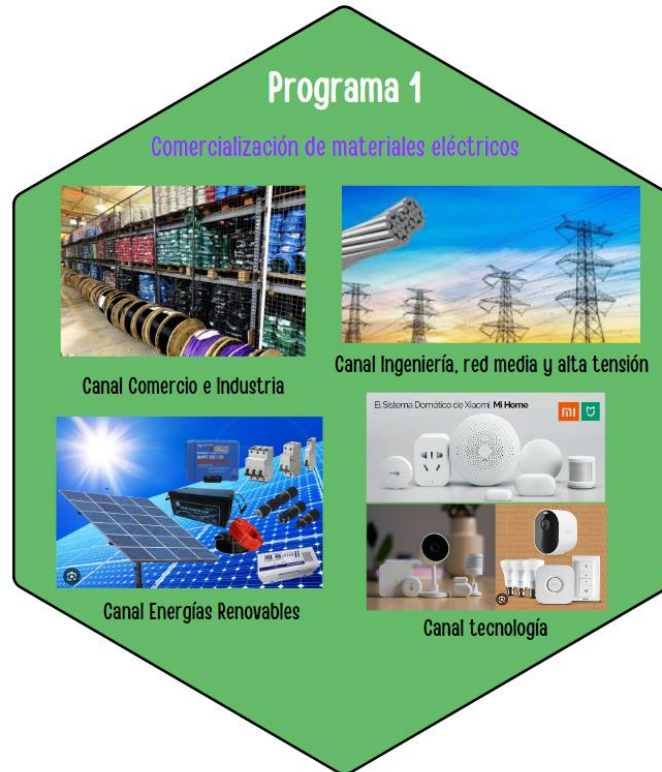 Programa 1
Comercialización de materiales eléctricos
Canal Comercio e Industria
Canal Ingeniería, red media y alta tensión
El Sistema Domótico de Xiaomi: Mi Home
Canal Energías Renovables
Canal tecnología